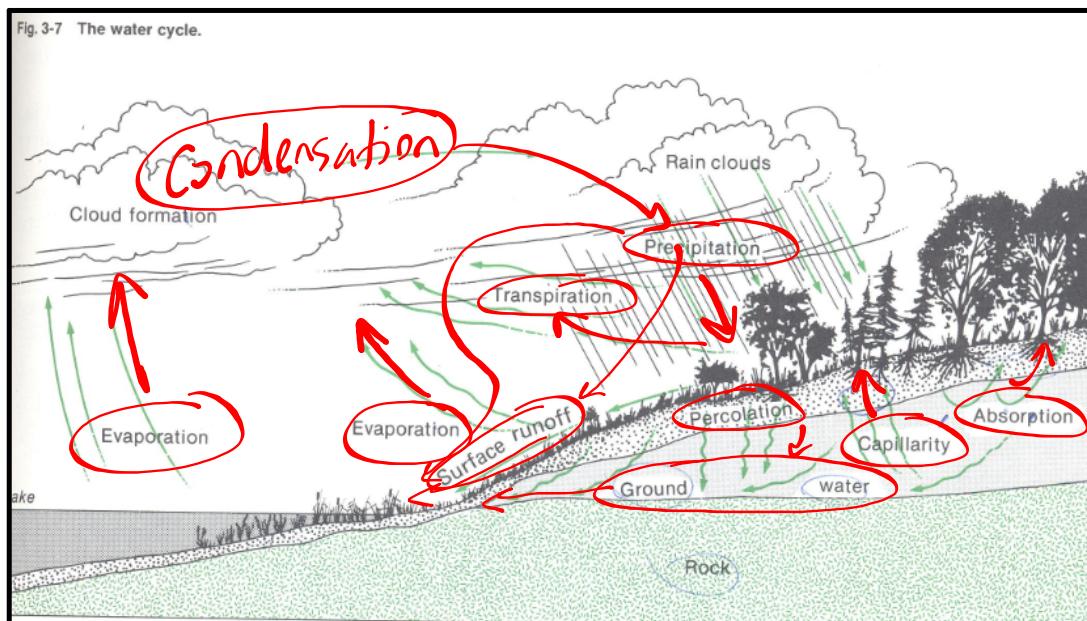 Fig. 3-7 The water cycle.
Condensation
Rain clouds
Cloud formation
Precipitation
Transpiration
Evaporation
Evaporation
Surface runoff
Percolation
Absorption
Capillarity
Ground water
ake
Rock